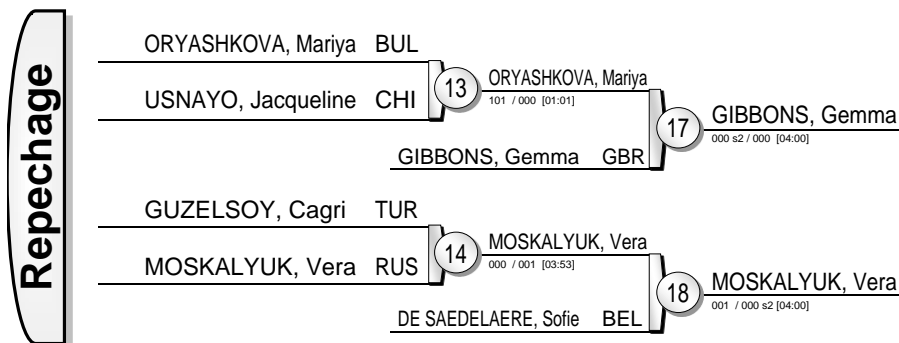 Repechage
ORYASHKOVA, Mariya BUL
USNAYO, Jacqueline CHI
13
ORYASHKOVA, Mariya
101 / 000 [01:01]
GIBBONS, Gemma GBR
17
GIBBONS, Gemma
000 s2 / 000 [04:00]
GUZELSOY, Cagri TUR
MOSKALYUK, Vera RUS
14
MOSKALYUK, Vera
000 / 001 [03:53]
DE SAEDELAERE, Sofie BEL
18
MOSKALYUK, Vera
001 / 000 s2 [04:00]